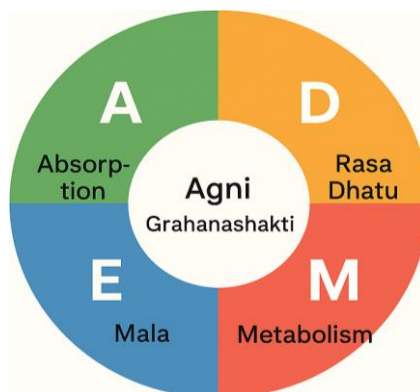 A
Absorp-
tion
D
Rasa
Dhatu
Agni
Grahanashakti
E
Mala
M
Metabolism